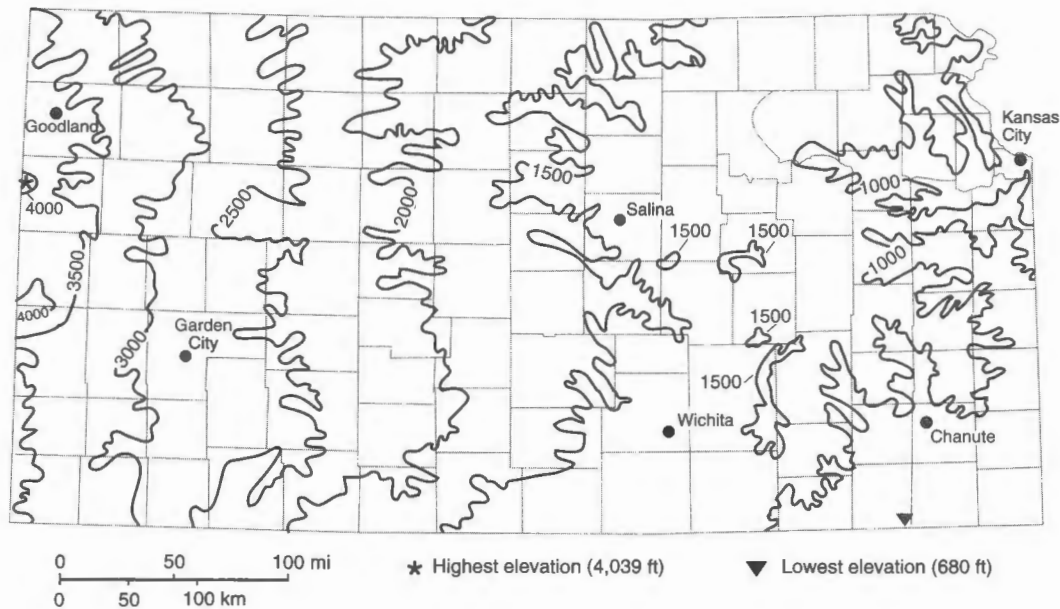 Goodland
Kansas
City
4000
2500
2000
1500
1000
Salina
1500
1500
1000
3500
4000
3000
Garden
City
1500
1500
Wichita
Chanute
0 50 100 mi
0 50 100 km
Highest elevation (4,039 ft)
Lowest elevation (680 ft)